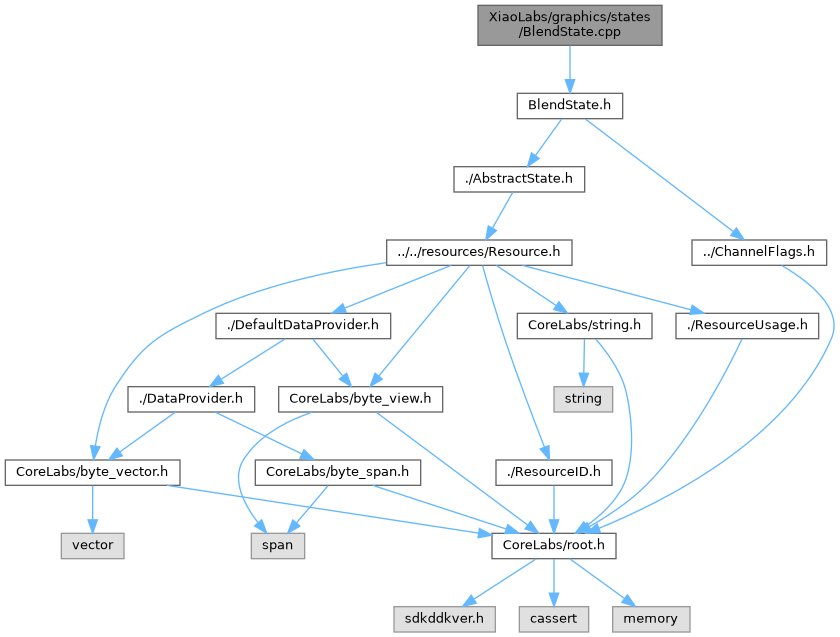 XiaoLabs/graphics/states
/BlendState.cpp
BlendState.h
./AbstractState.h
../../resources/Resource.h
../ChannelFlags.h
./DefaultDataProvider.h
CoreLabs/string.h
./ResourceUsage.h
./DataProvider.h
CoreLabs/byte_view.h
string
CoreLabs/byte_vector.h
CoreLabs/byte_span.h
./ResourceID.h
vector
span
CoreLabs/root.h
sdkddkver.h
cassert
memory